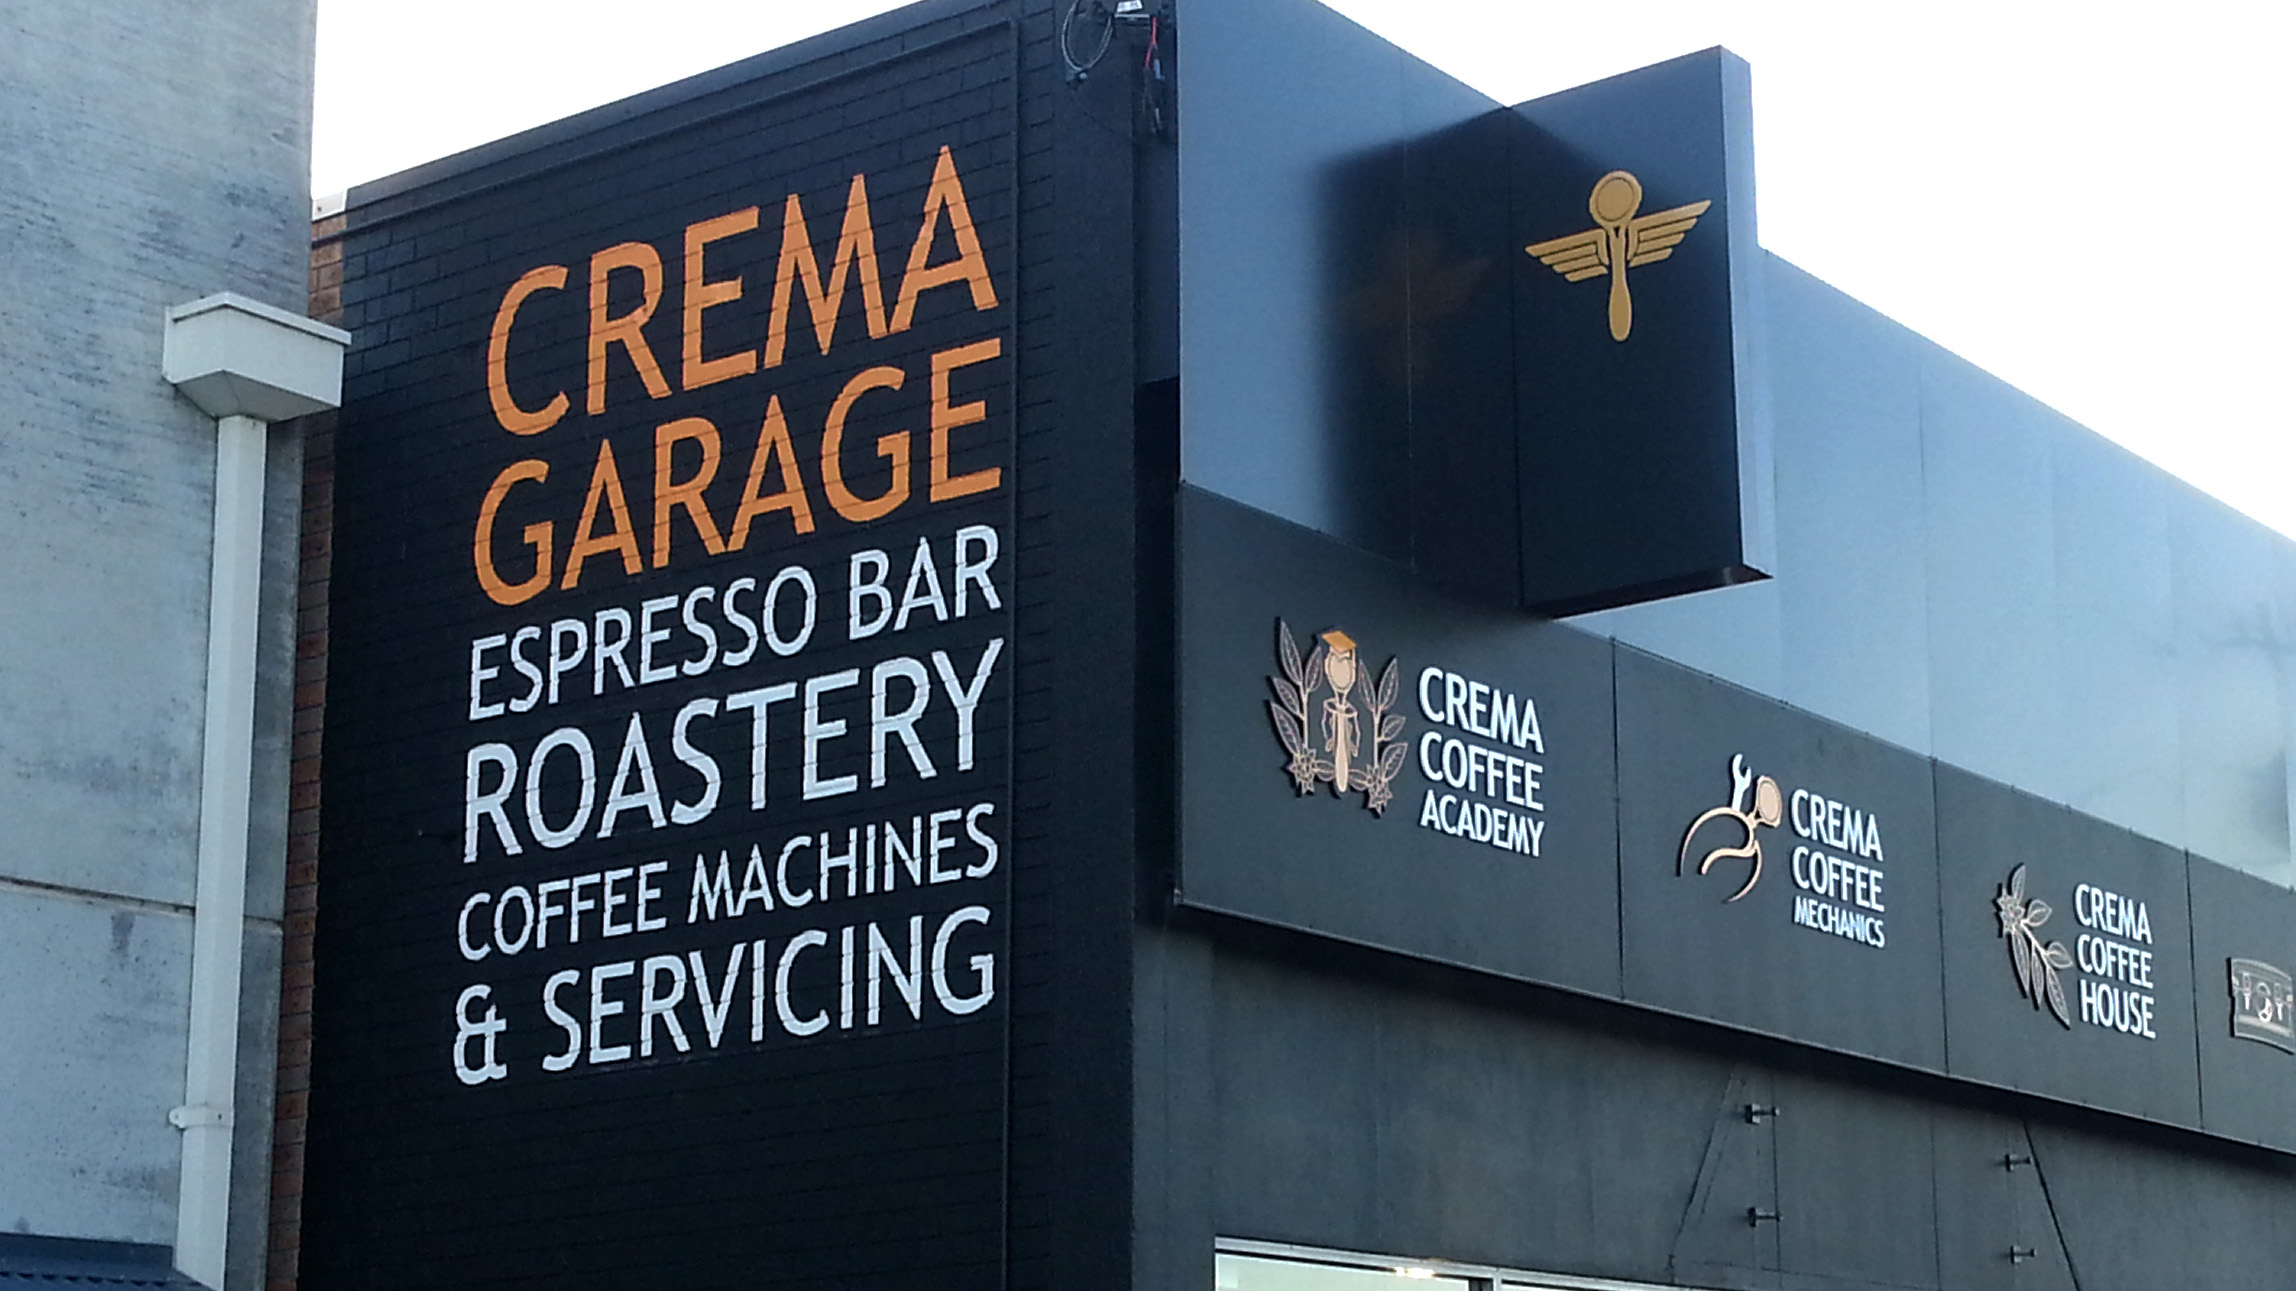 CREMA
GARAGE
ESPRESSO BAR
ROASTERY
COFFEE MACHINES
& SERVICING
CREMA
COFFEE
ACADEMY
CREMA
COFFEE
MECHANICS
CREMA
COFFEE
HOUSE